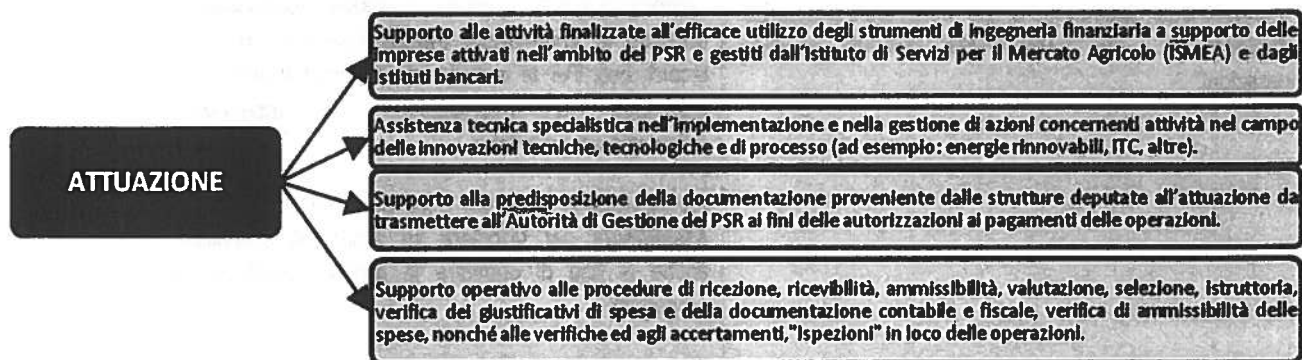 Supporto alle attività finalizzate all'efficace utilizzo degli strumenti di ingegneria finanziaria a supporto delle
imprese attivati nell'ambito del PSR e gestiti dall'Istituto di Servizi per il Mercato Agricolo (ISMEA) e dagli
istituti bancari.
Assistenza tecnica specialistica nell'implementazione e nella gestione di azioni concernenti attività nel campo
delle innovazioni tecniche, tecnologiche e di processo (ad esempio: energie rinnovabili, ITC, altre).
ATTUAZIONE
Supporto alla predisposizione della documentazione proveniente dalle strutture deputate all'attuazione da
trasmettere all'Autorità di Gestione del PSR ai fini delle autorizzazioni ai pagamenti delle operazioni.
Supporto operativo alle procedure di ricezione, ricevibilità, ammissibilità, valutazione, selezione, istruttoria,
verifica dei giustificativi di spesa e della documentazione contabile e fiscale, verifica di ammissibilità delle
spese, nonché alle verifiche ed agli accertamenti,"ispezioni" in loco delle operazioni.